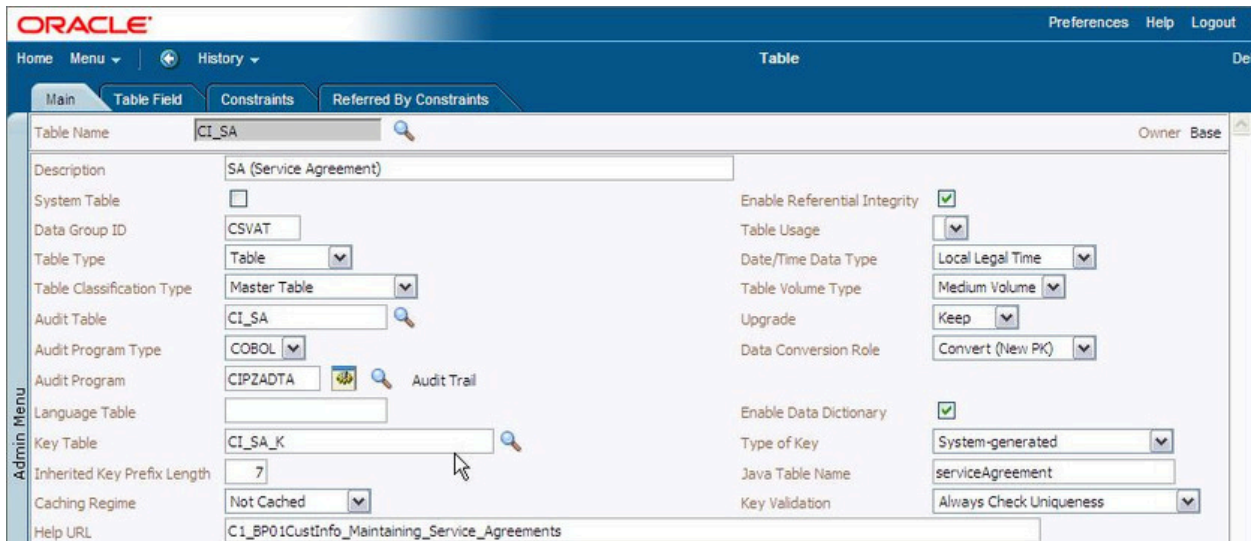 ORACLE
Preferences Help Logout
Home Menu History Table De
Main Table Field Constraints Referred By Constraints
Table Name CI_SA Owner Base
Description SA (Service Agreement)
System Table Enable Referential Integrity
Data Group ID CSVAT Table Usage
Table Type Table Date/Time Data Type Local Legal Time
Table Classification Type Master Table Table Volume Type Medium Volume
Audit Table CI_SA Upgrade Keep
Audit Program Type COBOL Data Conversion Role Convert (New PK)
Audit Program CIPZADTA Audit Trail
Language Table Enable Data Dictionary
Key Table CI_SA_K Type of Key System-generated
Inherited Key Prefix Length 7 Java Table Name serviceAgreement
Caching Regime Not Cached Key Validation Always Check Uniqueness
Help URL C1_BP01CustInfo_Maintaining_Service_Agreements
Admin Menu